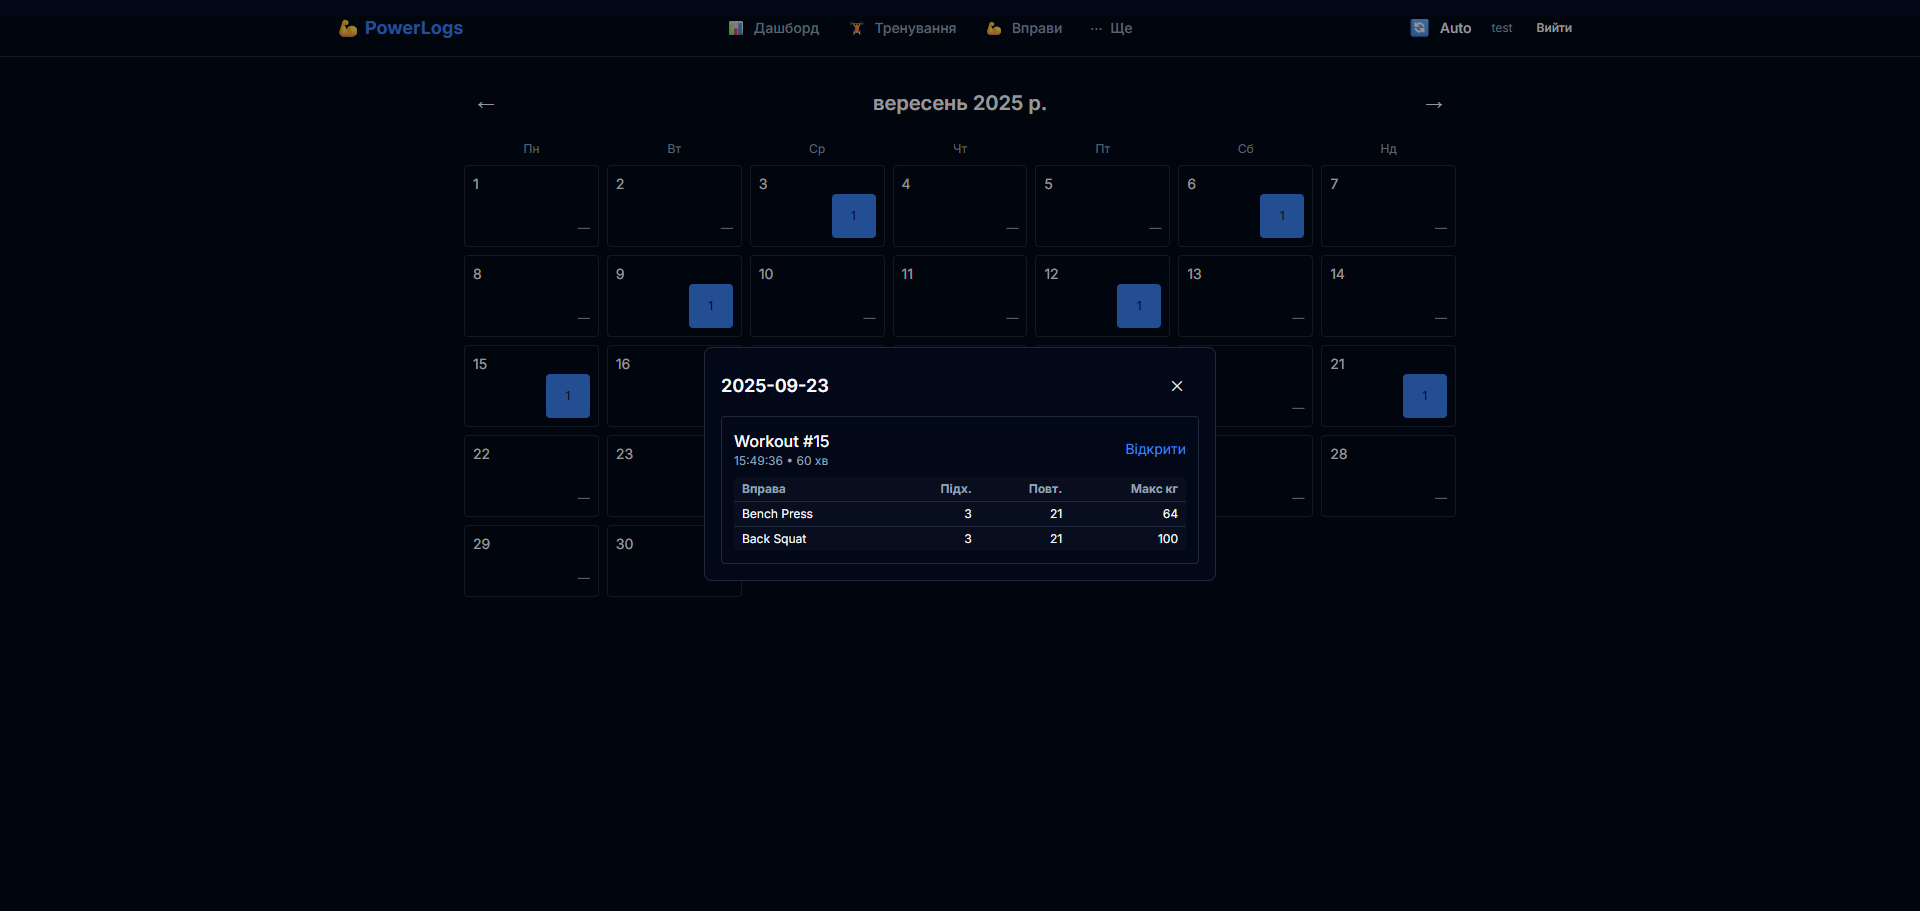 PowerLogs Дашборд Тренування Вправи ··· Ще Auto test Вийти
← вересень 2025 р. →
Пн Вт Ср Чт Пт Сб Нд
1 2 3 4 5 6 7
— — 1 — — 1 —
8 9 10 11 12 13 14
— 1 — — 1 — —
15 16 21
1 — 1
2025-09-23 ×
22 23 28
— — —
Workout #15 Відкрити
15:49:36 • 60 хв
Вправа Підх. Повт. Макс кг
Bench Press 3 21 64
Back Squat 3 21 100
29 30
—